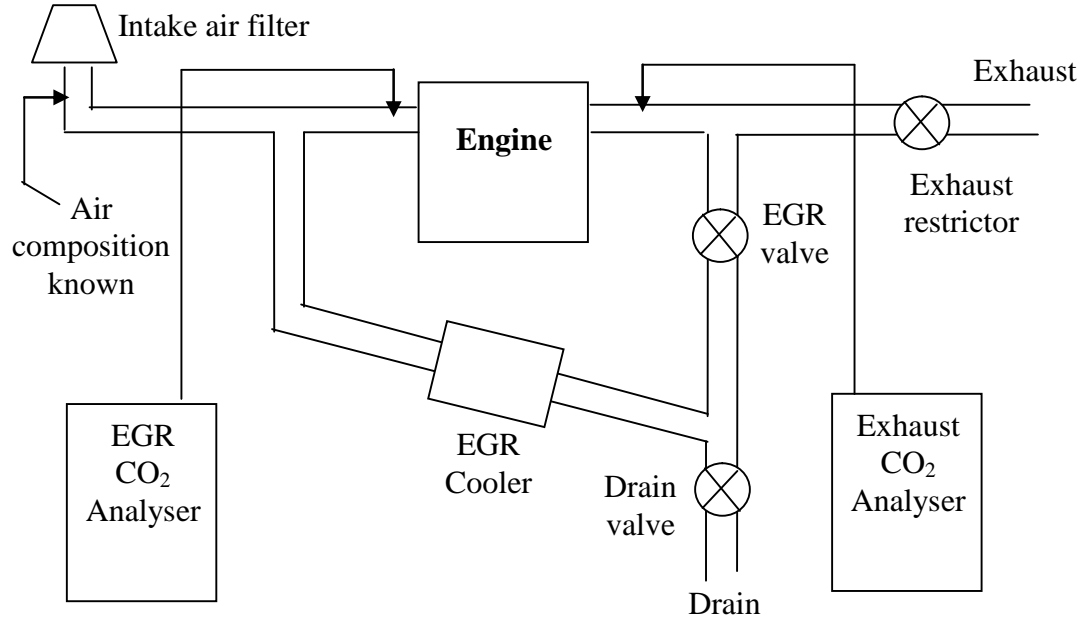 Intake air filter
Exhaust
Engine
Air
composition
known
EGR
valve
Exhaust
restrictor
EGR
CO₂
Analyser
EGR
Cooler
Drain
valve
Exhaust
CO₂
Analyser
Drain